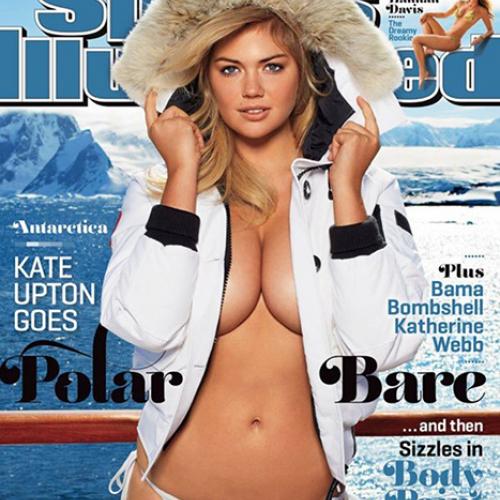 Sports
Illustrated
Hannah
Davis
The
Dreamy
Rookie
Antarctica
KATE
UPTON
GOES
Polar Bare
Plus
Bama
Bombshell
Katherine
Webb
...and then
Sizzles in
Body